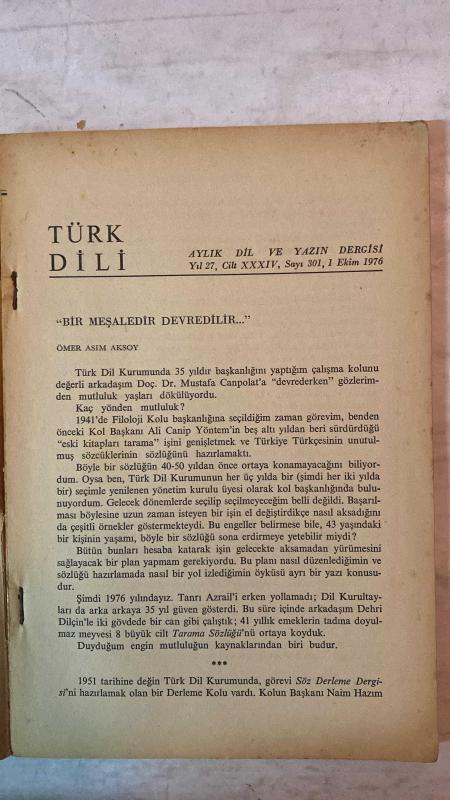 TÜRK
DİLİ
AYLIK DİL VE YAZIN DERGİSİ
Yıl 27, Cilt XXXIV, Sayı 301, 1 Ekim 1976
“BİR MEŞALEDİR DEVREDİLİR...”
ÖMER ASIM AKSOY
Türk Dil Kurumunda 35 yıldır başkanlığını yaptığım çalışma kolunu
değerli arkadaşım Doç. Dr. Mustafa Canpolat’a “devrederken” gözlerim-
den mutluluk yaşları dökülüyordu.
Kaç yönden mutluluk?
1941’de Filoloji Kolu başkanlığına seçildiğim zaman görevim, benden
önceki Kol Başkanı Ali Canip Yöntem’in beş altı yıldan beri sürdürdüğü
“eski kitapları tarama” işini genişletmek ve Türkiye Türkçesinin unutul-
muş sözcüklerinin sözlüğünü hazırlamaktı.
Böyle bir sözlüğün 40-50 yıldan önce ortaya konamayacağını biliyor-
dum. Oysa ben, Türk Dil Kurumunun her üç yılda bir (şimdi her iki yılda
bir) seçimle yenilenen yönetim kurulu üyesi olarak kol başkanlığında bulu-
nuyordum. Gelecek dönemlerde seçilip seçilmeyeceğim belli değildi. Başarıl-
ması böylesine uzun zaman isteyen bir işin el değiştirdikçe nasıl aksadığını
da çeşitli örnekler göstermekteydi. Bu engeller belirmese bile, 43 yaşındaki
bir kişinin yaşamı, böyle bir sözlüğü sona erdirmeye yetebilir miydi?
Bütün bunları hesaba katarak işin gelecekte aksamadan yürümesini
sağlayacak bir plan yapmam gerekiyordu. Bu planı nasıl düzenlediğimin ve
sözlüğü hazırlamada nasıl bir yol izlediğimin öyküsü ayrı bir yazı konusu-
dur.
Şimdi 1976 yılındayız. Tanrı Azrail’i erken yollamadı; Dil Kurultay-
ları da arka arkaya 35 yıl güven gösterdi. Bu süre içinde arkadaşım Dehri
Dilçin’le iki gövdede bir can gibi çalıştık; 41 yıllık emeklerin tadına doyul-
maz meyvesi 8 büyük cilt Tarama Sözlüğü’nü ortaya koyduk.
Duyduğum engin mutluluğun kaynaklarından biri budur.
***
1951 tarihine değin Türk Dil Kurumunda, görevi Söz Derleme Dergi-
si’ni hazırlamak olan bir Derleme Kolu vardı. Kolun Başkanı Naim Hazım